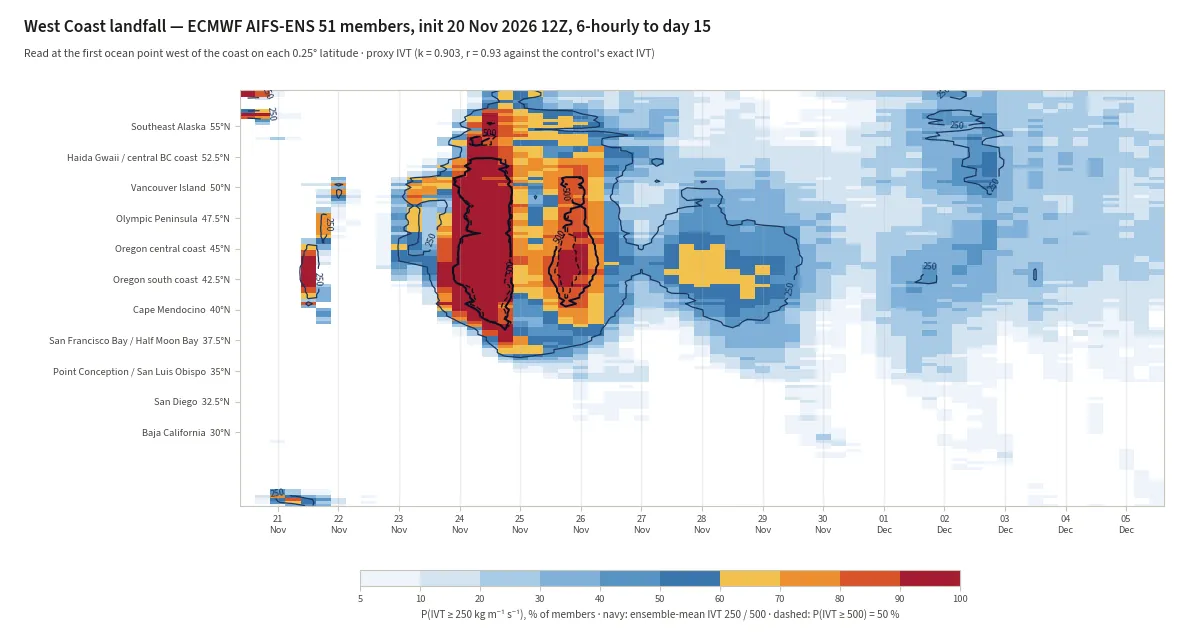 West Coast landfall — ECMWF AIFS-ENS 51 members, init 20 Nov 2026 12Z, 6-hourly to day 15
Read at the first ocean point west of the coast on each 0.25° latitude · proxy IVT (k = 0.903, r = 0.93 against the control's exact IVT)
Southeast Alaska 55°N
Haida Gwaii / central BC coast 52.5°N
Vancouver Island 50°N
Olympic Peninsula 47.5°N
Oregon central coast 45°N
Oregon south coast 42.5°N
Cape Mendocino 40°N
San Francisco Bay / Half Moon Bay 37.5°N
Point Conception / San Luis Obispo 35°N
San Diego 32.5°N
Baja California 30°N
250
250
500
250
250
250
250
500
500
250
250
250
250
250
21 22 23 24 25 26 27 28 29 30 01 02 03 04 05
Nov Nov Nov Nov Nov Nov Nov Nov Nov Nov Dec Dec Dec Dec Dec
5 10 20 30 40 50 60 70 80 90 100
P(IVT ≥ 250 kg m⁻¹ s⁻¹), % of members · navy: ensemble-mean IVT 250 / 500 · dashed: P(IVT ≥ 500) = 50 %